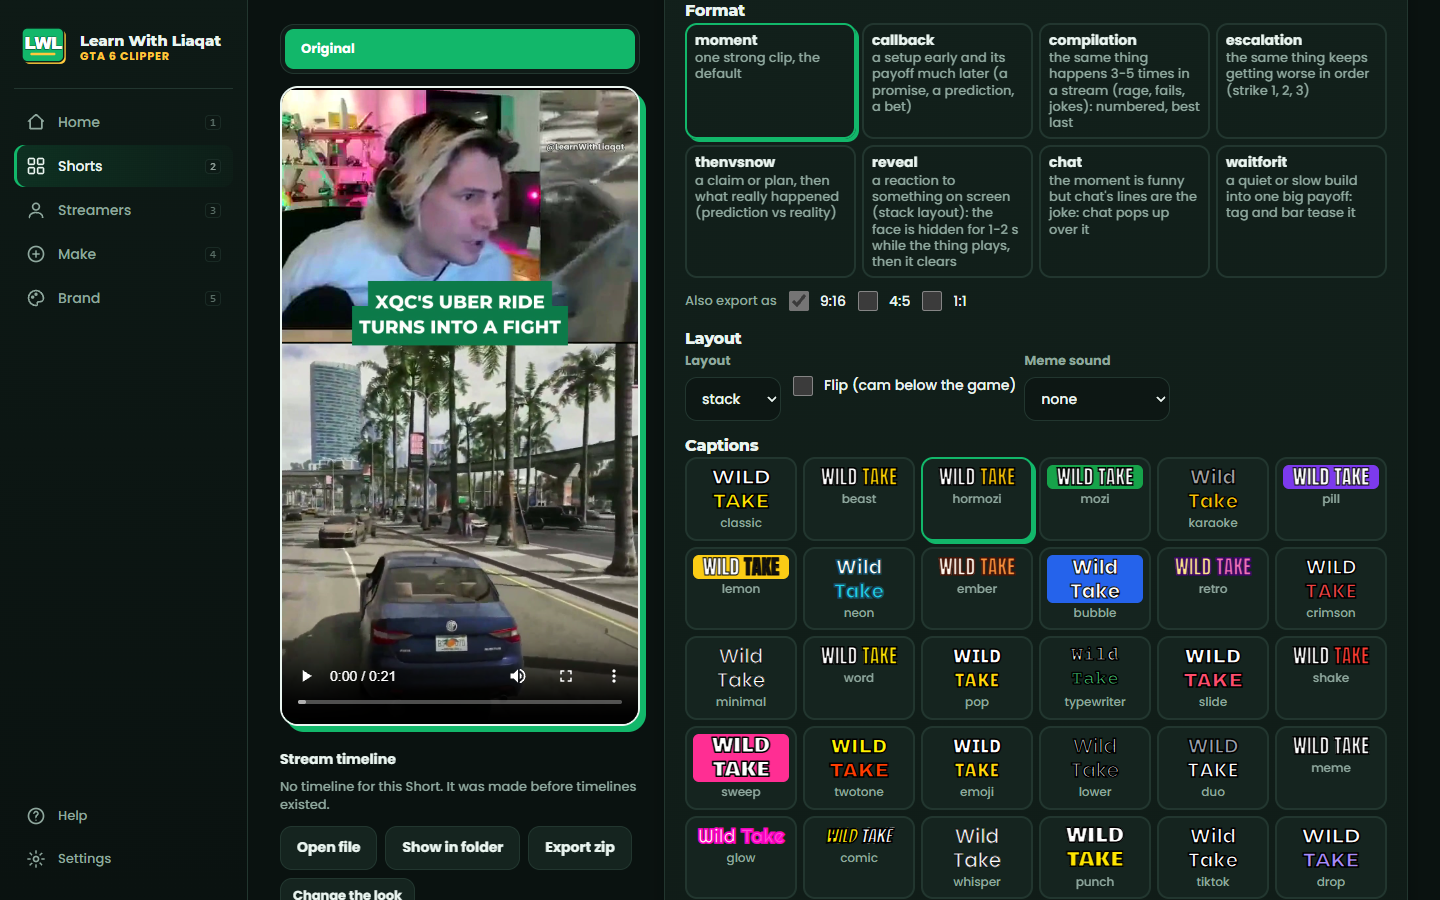 LWL
Learn With Liaqat
GTA 6 CLIPPER
Home 1
Shorts 2
Streamers 3
Make 4
Brand 5
Help
Settings
Original
@LearnWithLiaqat
XQC'S UBER RIDE
TURNS INTO A FIGHT
0:00 / 0:21
Stream timeline
No timeline for this Short. It was made before timelines
existed.
Open file
Show in folder
Export zip
Change the look
Format
moment
one strong clip, the
default
callback
a setup early and its
payoff much later (a
promise, a prediction,
a bet)
compilation
the same thing
happens 3-5 times in
a stream (rage, fails,
jokes): numbered, best
last
escalation
the same thing keeps
getting worse in order
(strike 1, 2, 3)
thenvsnow
a claim or plan, then
what really happened
(prediction vs reality)
reveal
a reaction to
something on screen
(stack layout): the
face is hidden for 1-2 s
while the thing plays,
then it clears
chat
the moment is funny
but chat's lines are the
joke: chat pops up
over it
waitforit
a quiet or slow build
into one big payoff:
tag and bar tease it
Also export as 9:16 4:5 1:1
Layout
Layout
stack
Flip (cam below the game)
Meme sound
none
Captions
WILD
TAKE
classic
WILD TAKE
beast
WILD TAKE
hormozi
WILD TAKE
mozi
Wild
Take
karaoke
WILD TAKE
pill
WILD TAKE
lemon
Wild
Take
neon
WILD TAKE
ember
Wild
Take
bubble
WILD TAKE
retro
WILD
TAKE
crimson
Wild
Take
minimal
WILD TAKE
word
WILD
TAKE
pop
Wild
Take
typewriter
WILD
TAKE
slide
WILD TAKE
shake
WILD
TAKE
sweep
WILD
TAKE
twotone
WILD
TAKE
emoji
Wild
Take
lower
WILD
TAKE
duo
WILD TAKE
meme
Wild Take
glow
WILD TAKE
comic
Wild
Take
whisper
WILD
TAKE
punch
Wild
Take
tiktok
WILD
TAKE
drop